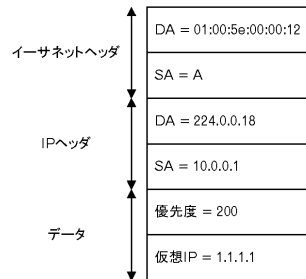 イーサネットヘッダ
DA = 01:00:5e:00:00:12
SA = A
IPヘッダ
DA = 224.0.0.18
SA = 10.0.0.1
データ
優先度 = 200
仮想IP = 1.1.1.1